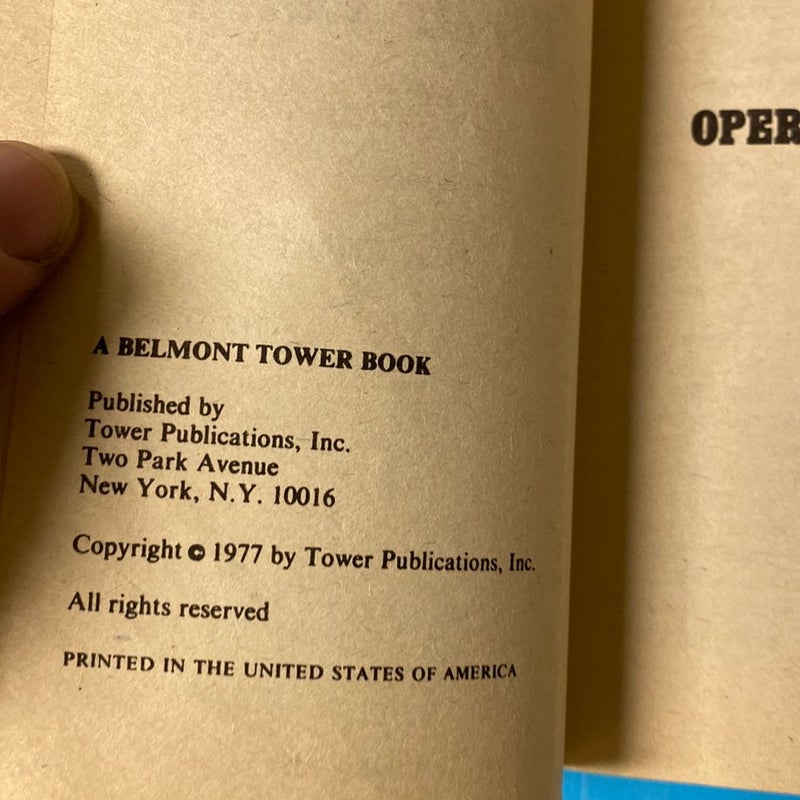 A BELMONT TOWER BOOK
Published by
Tower Publications, Inc.
Two Park Avenue
New York, N.Y. 10016
Copyright © 1977 by Tower Publications, Inc.
All rights reserved
PRINTED IN THE UNITED STATES OF AMERICA
OPER